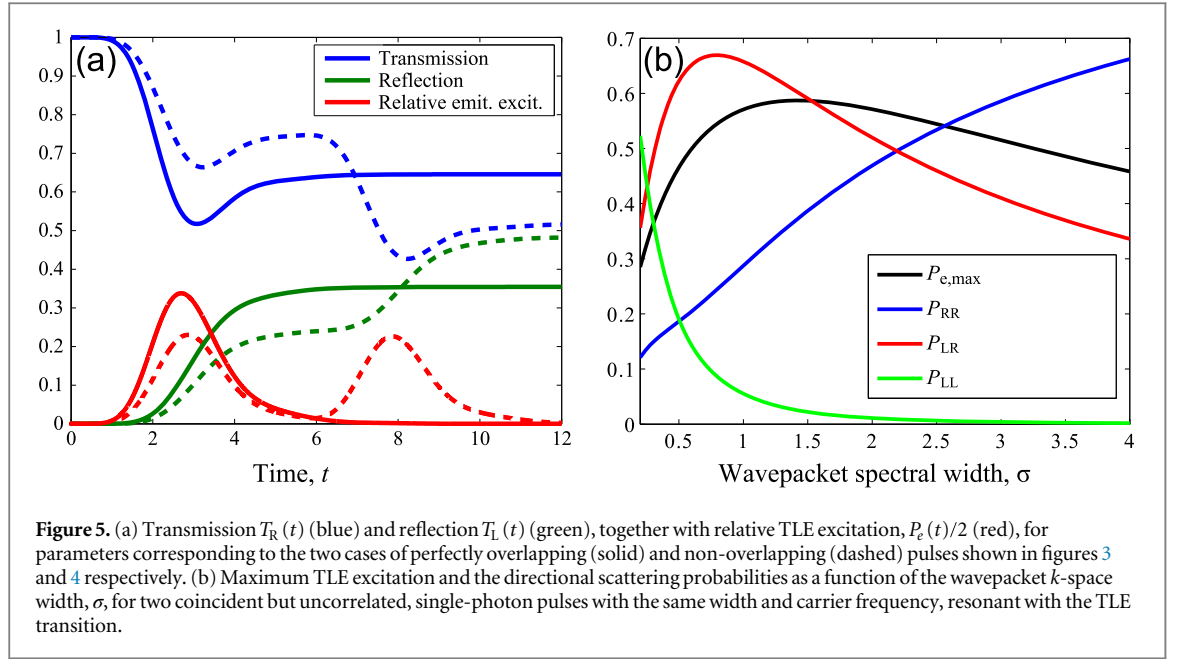 (a)
Transmission
Reflection
Relative emit. excit.
1
0.9
0.8
0.7
0.6
0.5
0.4
0.3
0.2
0.1
0
0 2 4 6 8 10 12
Time, t
(b)
0.7
0.6
0.5
0.4
0.3
0.2
0.1
0
P e,max
P RR
P LR
P LL
0.5 1 1.5 2 2.5 3 3.5 4
Wavepacket spectral width, σ
Figure 5. (a) Transmission T_R (t) (blue) and reflection T_L (t) (green), together with relative TLE excitation, P_e (t)/2 (red), for
parameters corresponding to the two cases of perfectly overlapping (solid) and non-overlapping (dashed) pulses shown in figures 3
and 4 respectively. (b) Maximum TLE excitation and the directional scattering probabilities as a function of the wavepacket k-space
width, σ, for two coincident but uncorrelated, single-photon pulses with the same width and carrier frequency, resonant with the TLE
transition.